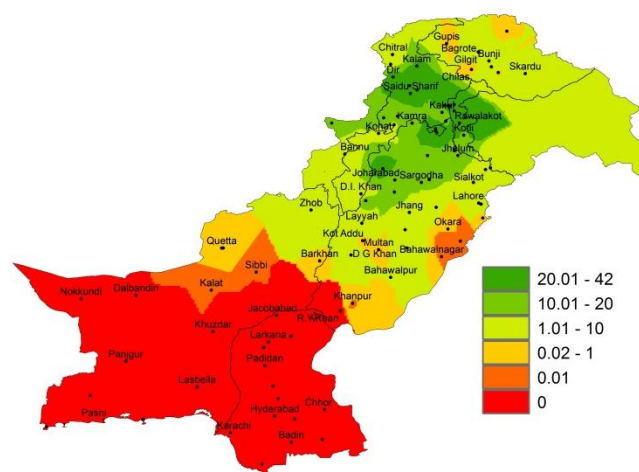 Gupis
Chitral
Bagrote
Bunji
Kalam
Gilgit
Skardu
Dir
Chilas
Saidu Sharif
Kakul
Kamra
Rawalakot
Kohat
Kotli
Bannu
Jhelum
Joharabad
Sargodha
Sialkot
D.I. Khan
Zhob
Jhang
Lahore
Layyah
Okara
Kot Addu
Quetta
Multan
Barkhan
D G Khan
Bahawalnagar
Sibbi
Bahawalpur
Kalat
Dalbandin
Nokkundi
Khanpur
Jacobabad
R. Y. Khan
Khuzdar
Larkana
Panjgur
Padidan
Lasbella
Pasni
Hyderabad
Chhor
Karachi
Badin
20.01 - 42
10.01 - 20
1.01 - 10
0.02 - 1
0.01
0